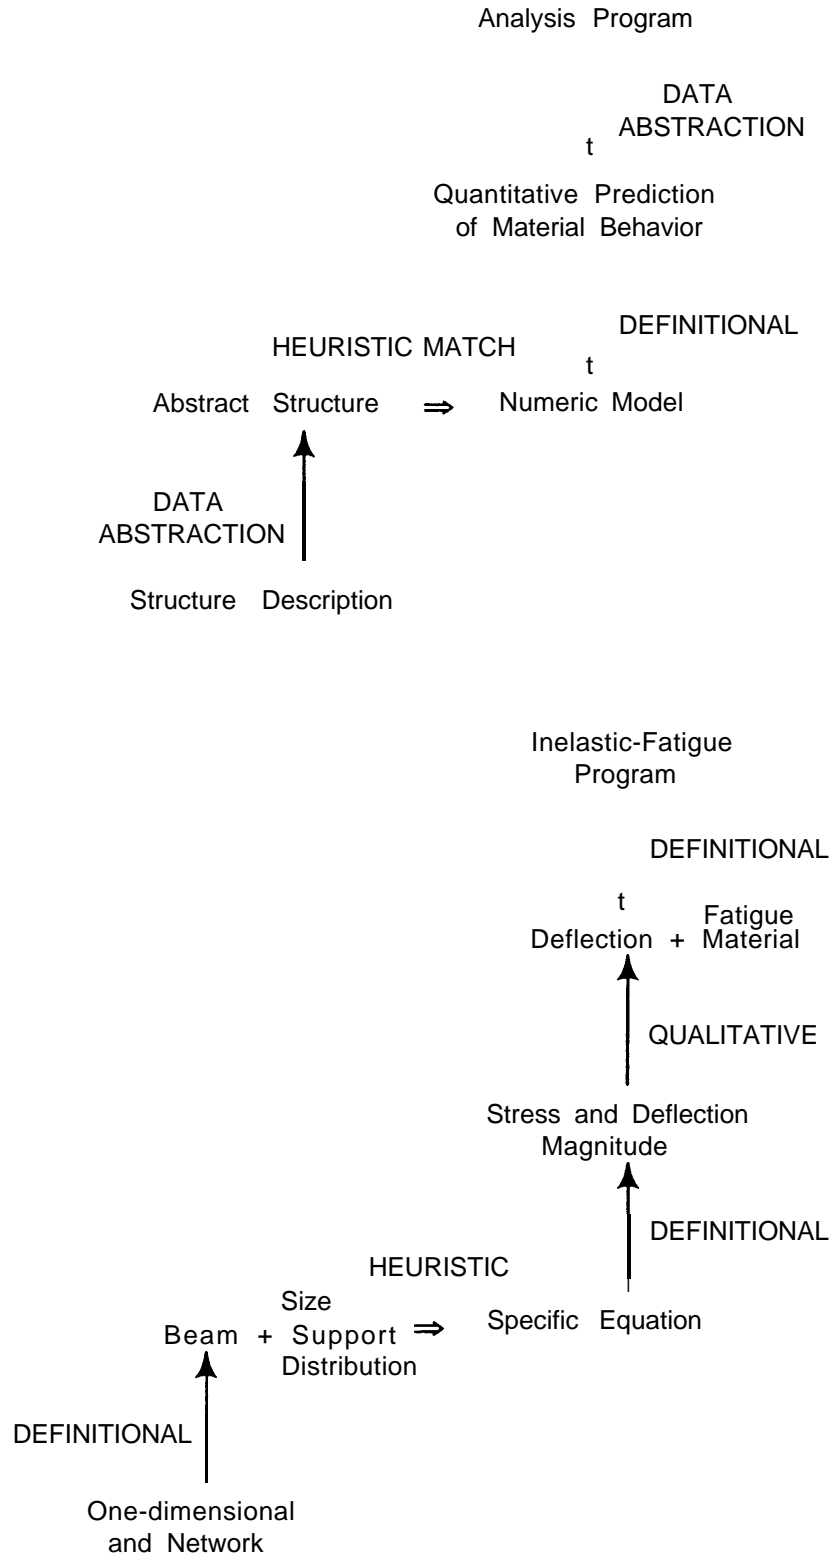 Analysis Program
DATA
ABSTRACTION
t
Quantitative Prediction
of Material Behavior
DEFINITIONAL
HEURISTIC MATCH
t
Abstract Structure ⇒ Numeric Model
DATA
ABSTRACTION
Structure Description
Inelastic-Fatigue
Program
DEFINITIONAL
t
Fatigue
Deflection + Material
QUALITATIVE
Stress and Deflection
Magnitude
DEFINITIONAL
HEURISTIC
Size
Beam + Support ⇒ Specific Equation
Distribution
DEFINITIONAL
One-dimensional
and Network